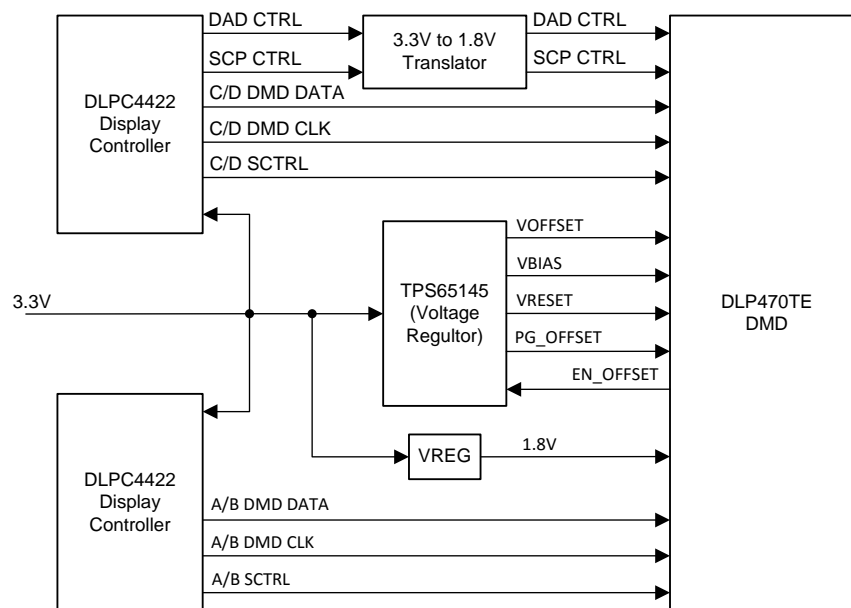 DAD CTRL
DAD CTRL
3.3V to 1.8V
Translator
SCP CTRL
SCP CTRL
DLPC4422
Display
Controller
C/D DMD DATA
C/D DMD CLK
C/D SCTRL
VOFFSET
VBIAS
TPS65145
(Voltage
Regultor)
3.3V
VRESET
DLP470TE
DMD
PG_OFFSET
EN_OFFSET
VREG
1.8V
DLPC4422
Display
Controller
A/B DMD DATA
A/B DMD CLK
A/B SCTRL